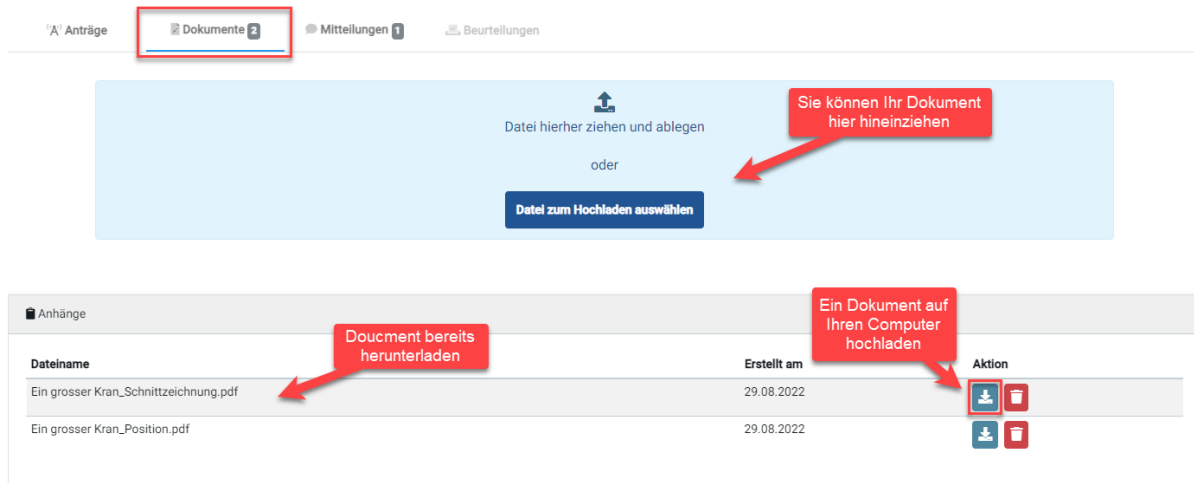 Anträge Dokumente 2 Mitteilungen 1 Beurteilungen
Datei hierher ziehen und ablegen
oder
Datei zum Hochladen auswählen
Sie können Ihr Dokument
hier hineinziehen
Anhänge
Doucment bereits
herunterladen
Ein Dokument auf
Ihren Computer
hochladen
Dateiname Erstellt am Aktion
Ein grosser Kran_Schnittzeichnung.pdf 29.08.2022
Ein grosser Kran_Position.pdf 29.08.2022